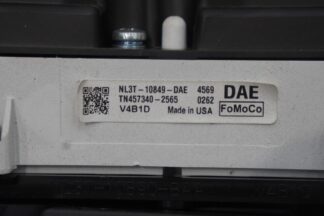 NL3T-10849-DAE 4569 DAE
TN457340-2565 0262 FoMoCo
V4B1D Made in USA